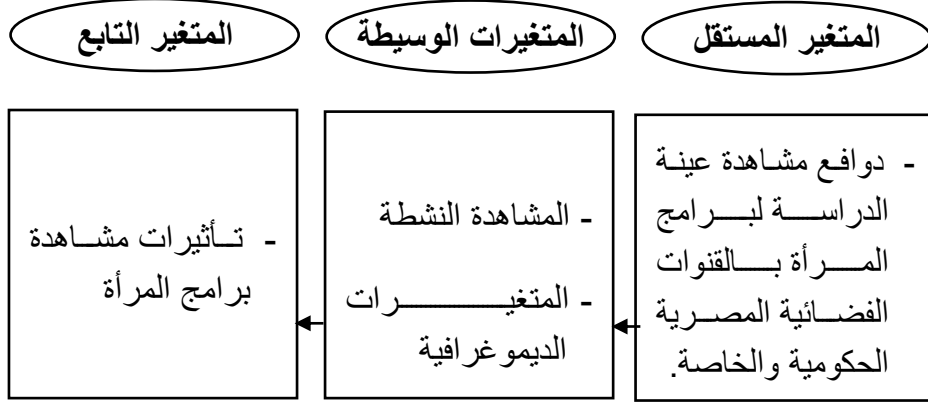 المتغير المستقل
المتغيرات الوسيطة
المتغير التابع
- دوافع مشاهدة عينة
الدراسة لبرامج
المرأة بالقنوات
الفضائية المصرية
الحكومية والخاصة.
- المشاهدة النشطة
- المتغيرات
الديموغرافية
- تأثيرات مشاهدة
برامج المرأة